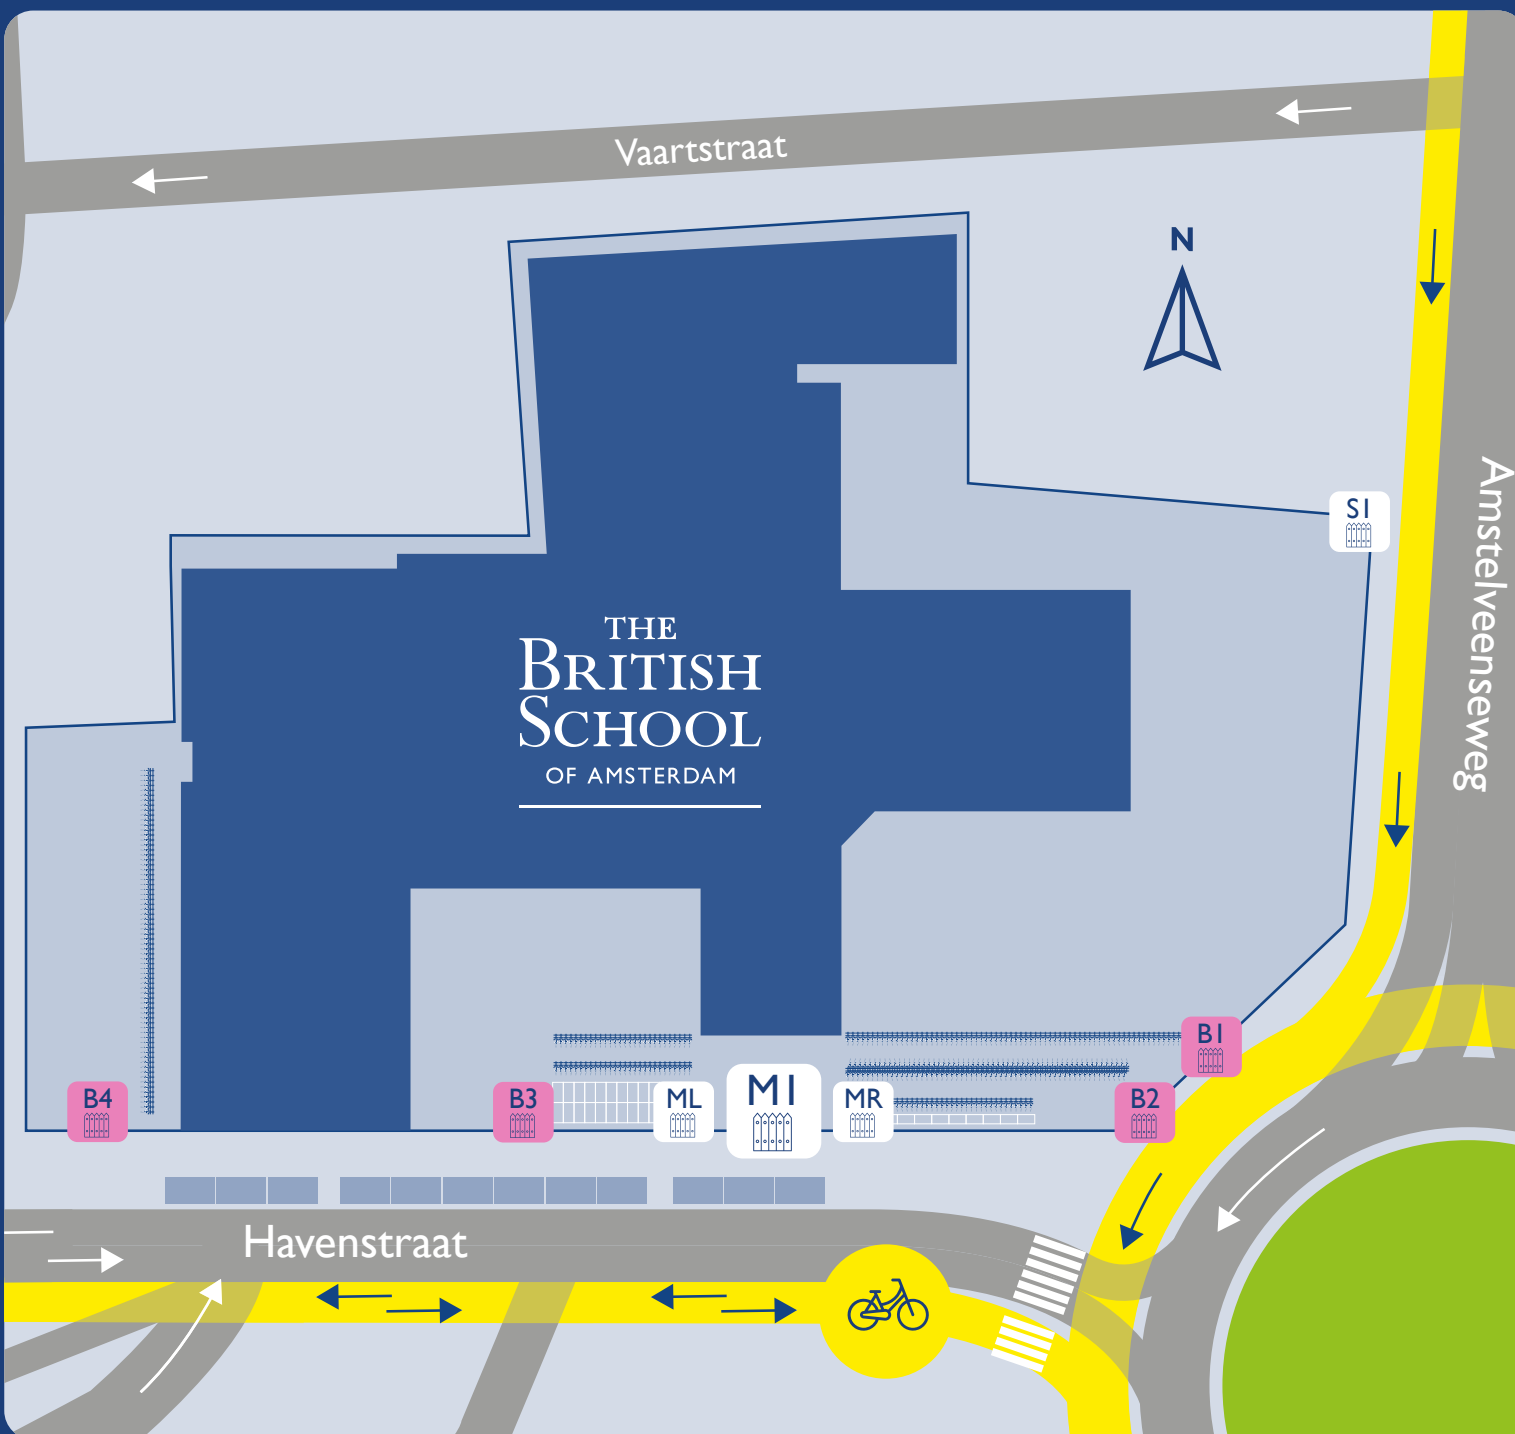 Vaartstraat
N
Amstelveenseweg
S1
THE
BRITISH
SCHOOL
OF AMSTERDAM
B1
B4
B3
ML
M1
MR
B2
Havenstraat